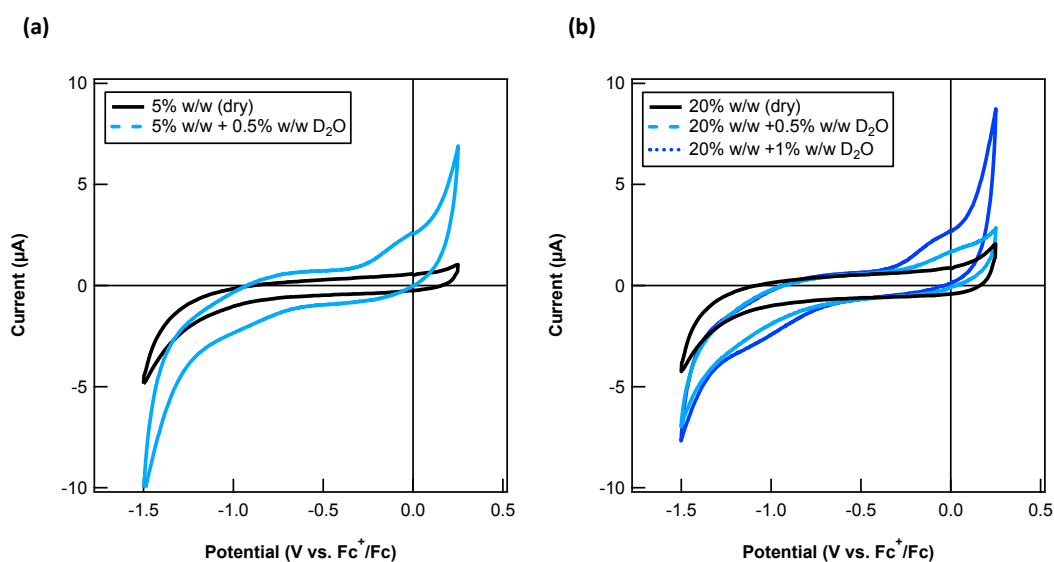 (a)
10
5
0
-5
-10
Current (µA)
5% w/w (dry)
5% w/w + 0.5% w/w D₂O
-1.5 -1.0 -0.5 0.0 0.5
Potential (V vs. Fc⁺/Fc)
(b)
10
5
0
-5
-10
Current (µA)
20% w/w (dry)
20% w/w +0.5% w/w D₂O
20% w/w +1% w/w D₂O
-1.5 -1.0 -0.5 0.0 0.5
Potential (V vs. Fc⁺/Fc)